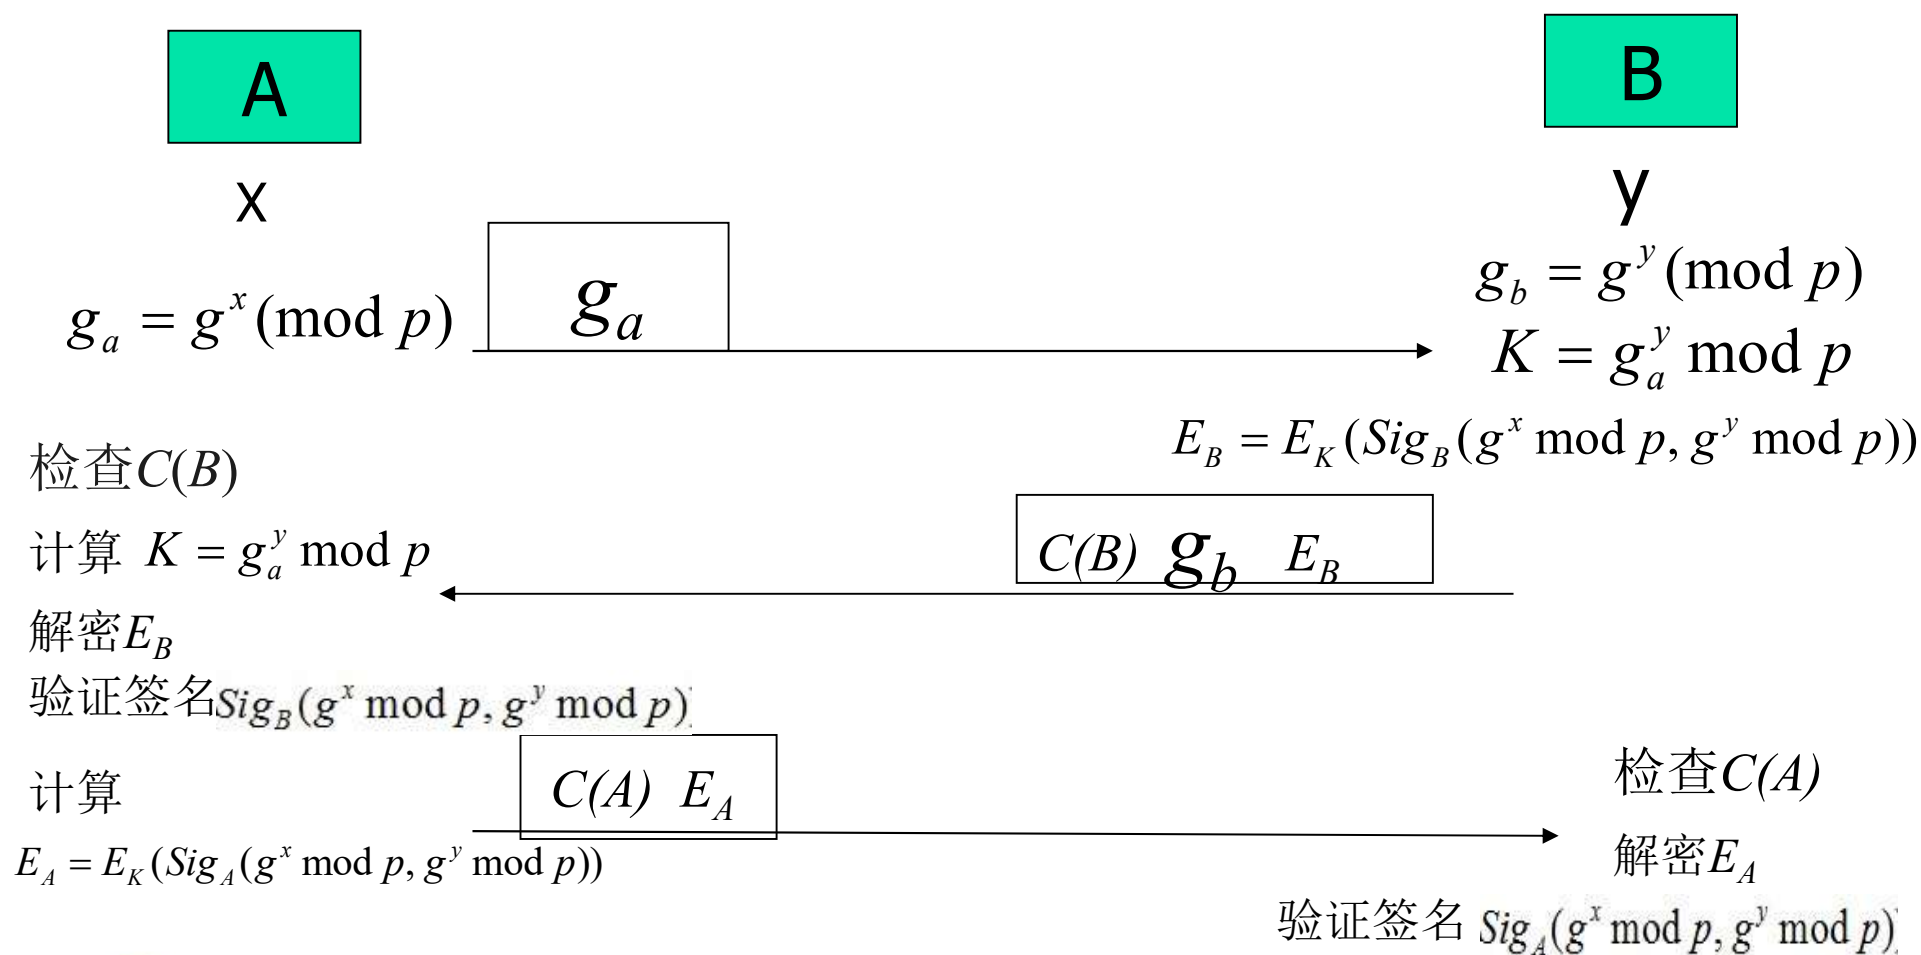 A
B
x
y
g_a = g^x (mod p)
g_a
g_b = g^y (mod p)
K = g_a^y mod p
E_B = E_K (Sig_B (g^x mod p, g^y mod p))
检查C(B)
计算 K = g_a^y mod p
C(B) g_b E_B
解密E_B
验证签名Sig_B (g^x mod p, g^y mod p)
计算
E_A = E_K (Sig_A (g^x mod p, g^y mod p))
C(A) E_A
检查C(A)
解密E_A
验证签名 Sig_A (g^x mod p, g^y mod p)